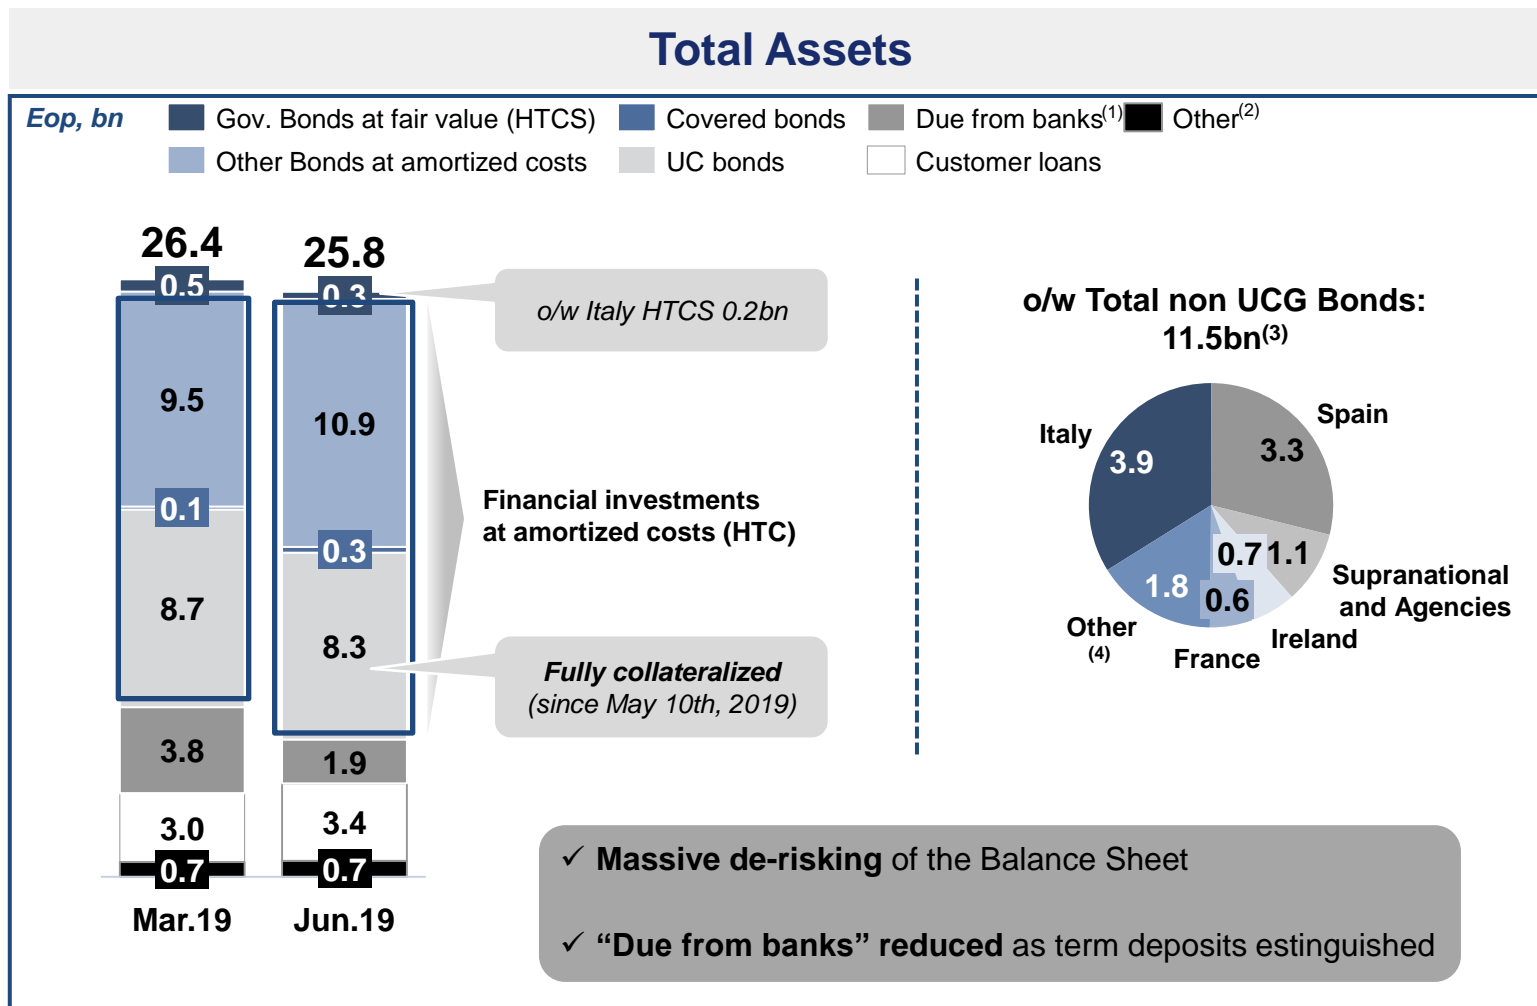 Total Assets
Eop, bn
Gov. Bonds at fair value (HTCS)
Covered bonds
Due from banks(1)
Other(2)
Other Bonds at amortized costs
UC bonds
Customer loans
26.4
25.8
0.5
0.3
9.5
10.9
0.1
0.3
8.7
8.3
3.8
1.9
3.0
3.4
0.7
0.7
Mar.19
Jun.19
o/w Italy HTCS 0.2bn
Financial investments
at amortized costs (HTC)
Fully collateralized
(since May 10th, 2019)
o/w Total non UCG Bonds:
11.5bn(3)
Italy
3.9
Spain
3.3
0.7
1.1
Supranational
and Agencies
1.8
0.6
Other
(4)
France
Ireland
✓ Massive de-risking of the Balance Sheet
✓ “Due from banks” reduced as term deposits estinguished